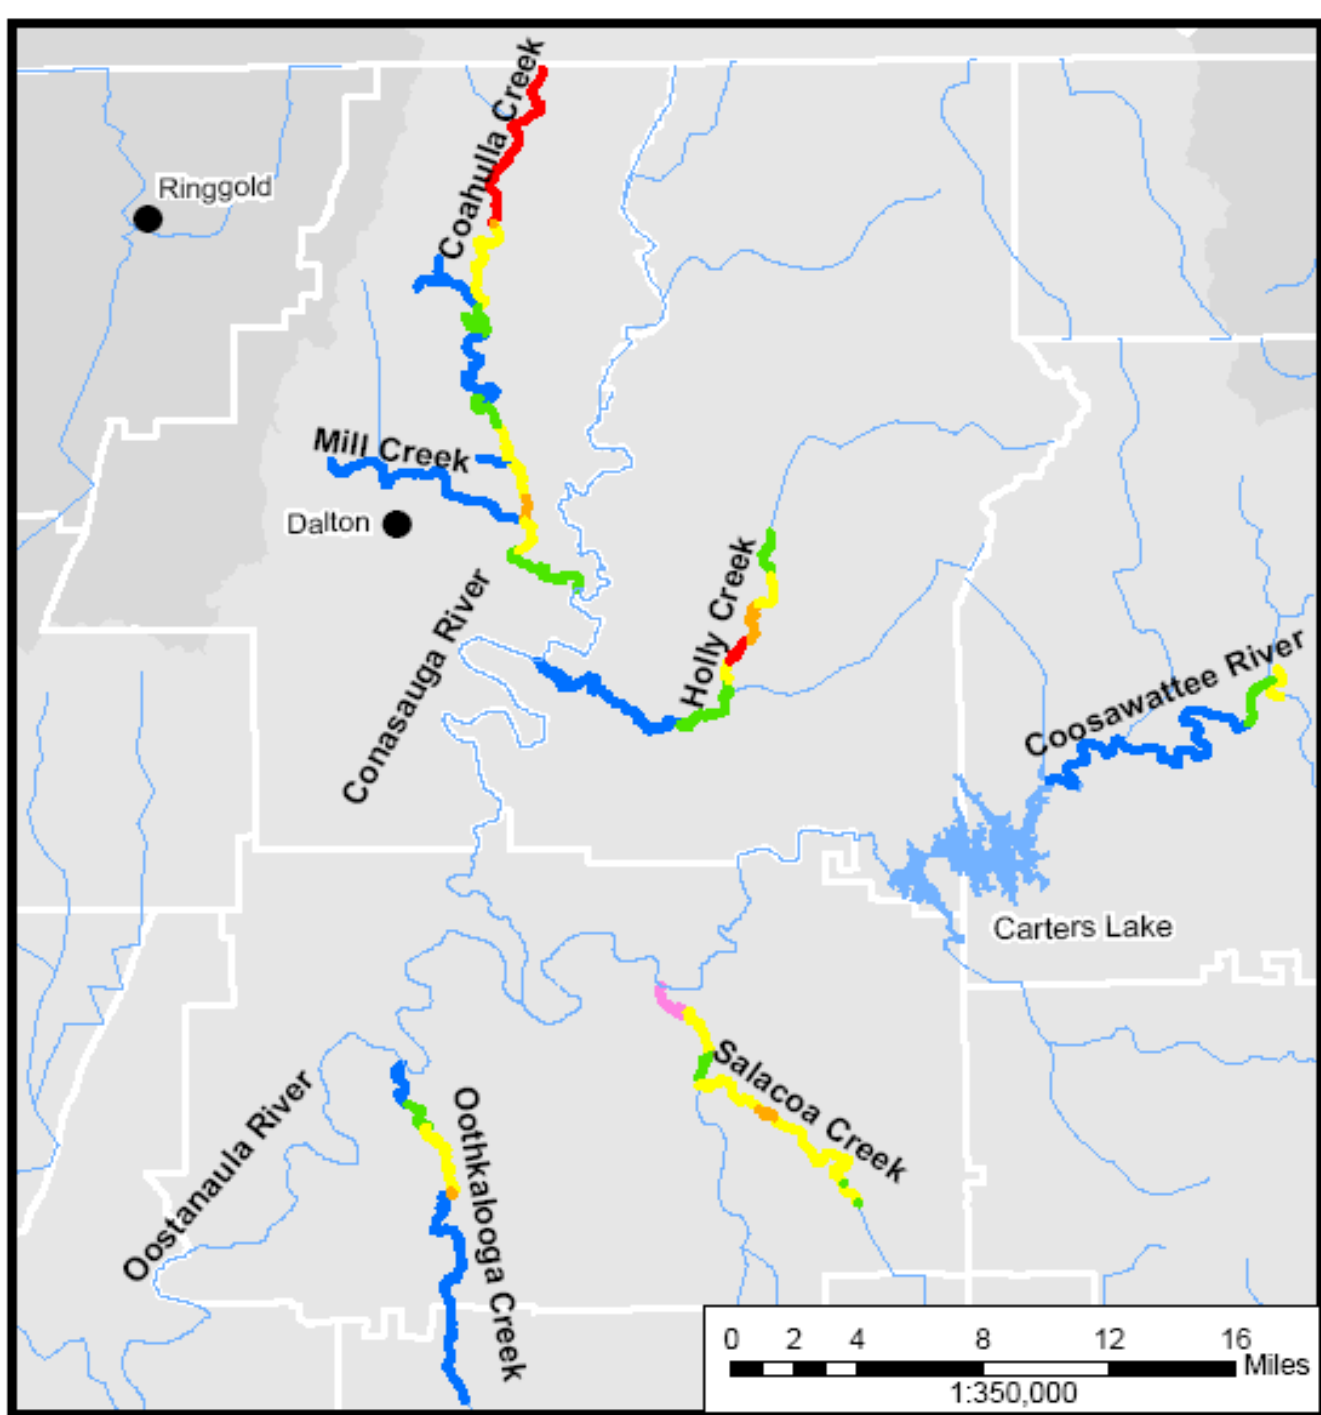 Coahulla Creek
Ringgold
Mill Creek
Dalton
Holly Creek
Conasauga River
Coosawattee River
Carters Lake
Salacoa Creek
Oothkalooga Creek
Oostanaula River
0 2 4 8 12 16
Miles
1:350,000